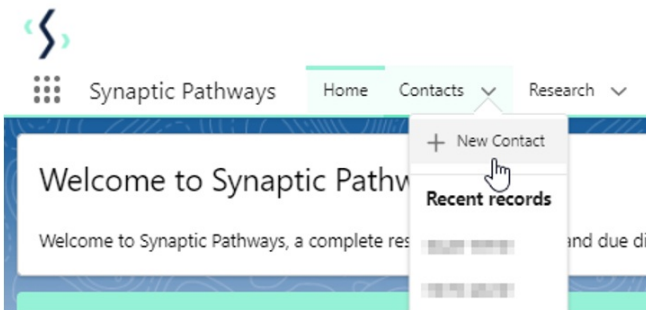 Synaptic Pathways Home Contacts Research
New Contact
Welcome to Synaptic Pathw
Recent records
Welcome to Synaptic Pathways, a complete res and due di